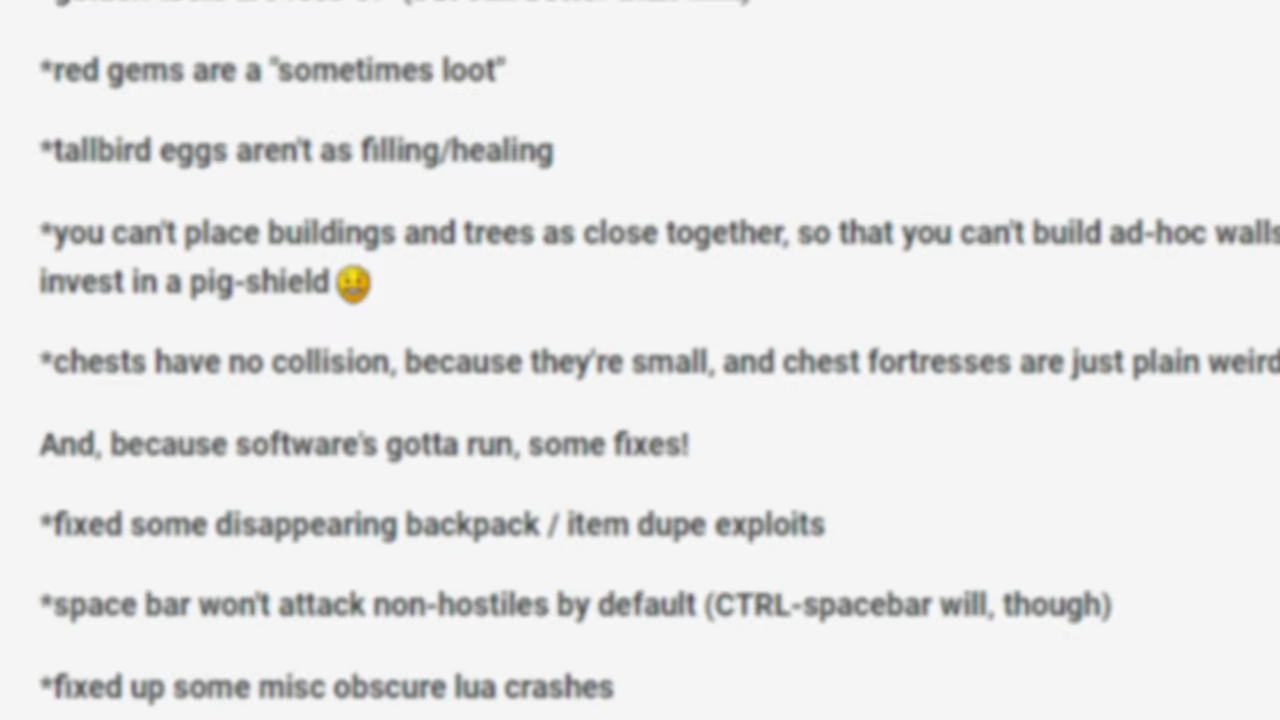 *red gems are a "sometimes loot"
*tallbird eggs aren't as filling/healing
*you can't place buildings and trees as close together, so that you can't build ad-hoc walls
invest in a pig-shield
*chests have no collision, because they're small, and chest fortresses are just plain weird
And, because software's gotta run, some fixes!
*fixed some disappearing backpack / item dupe exploits
*space bar won't attack non-hostiles by default (CTRL-spacebar will, though)
*fixed up some misc obscure lua crashes